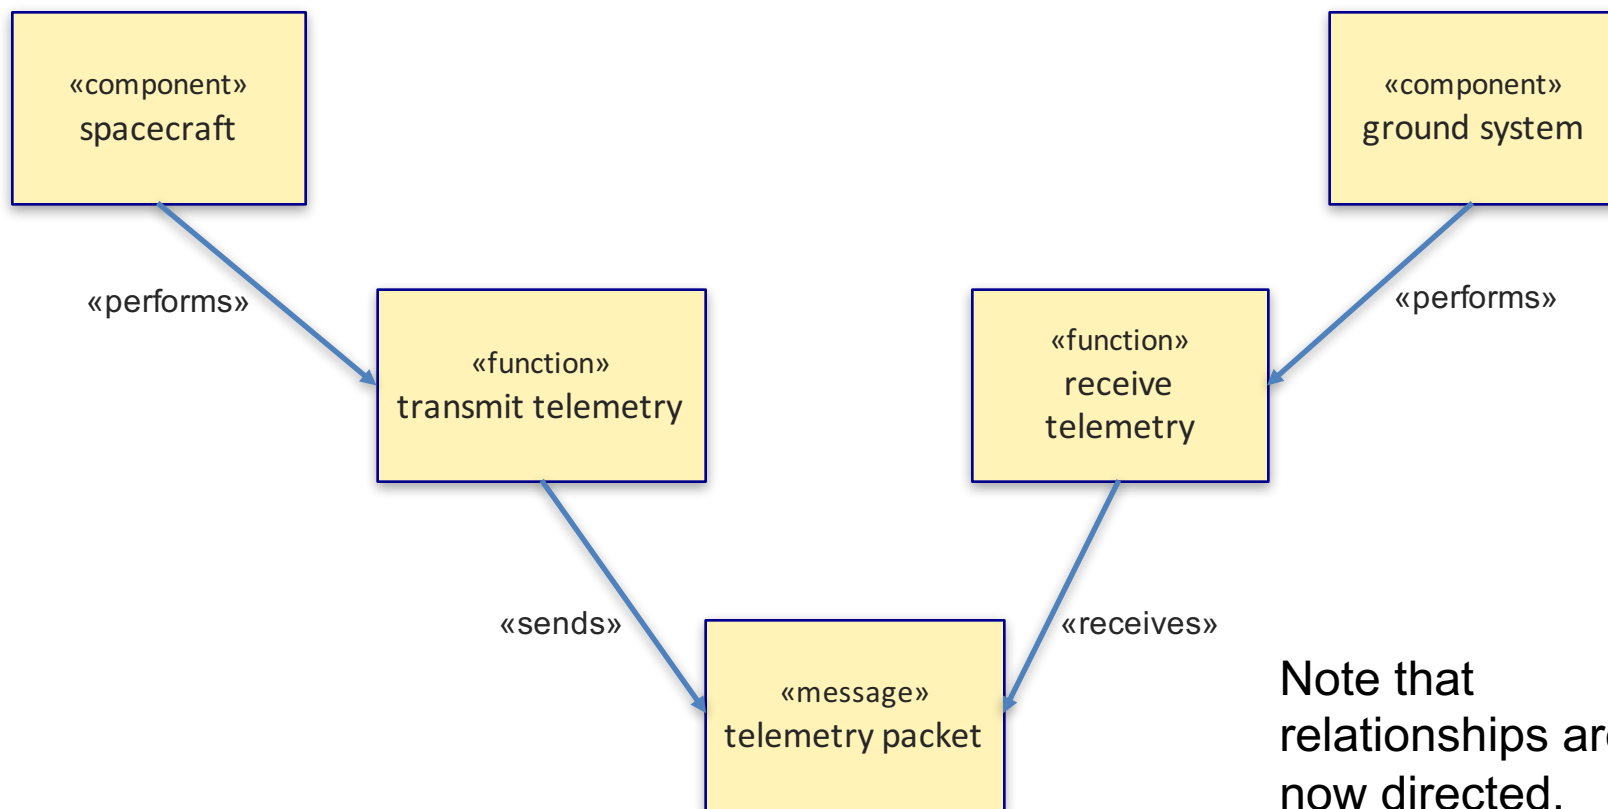 «component»
spacecraft
«component»
ground system
«performs»
«performs»
«function»
transmit telemetry
«function»
receive
telemetry
«sends»
«receives»
«message»
telemetry packet
Note that
relationships are
now directed.